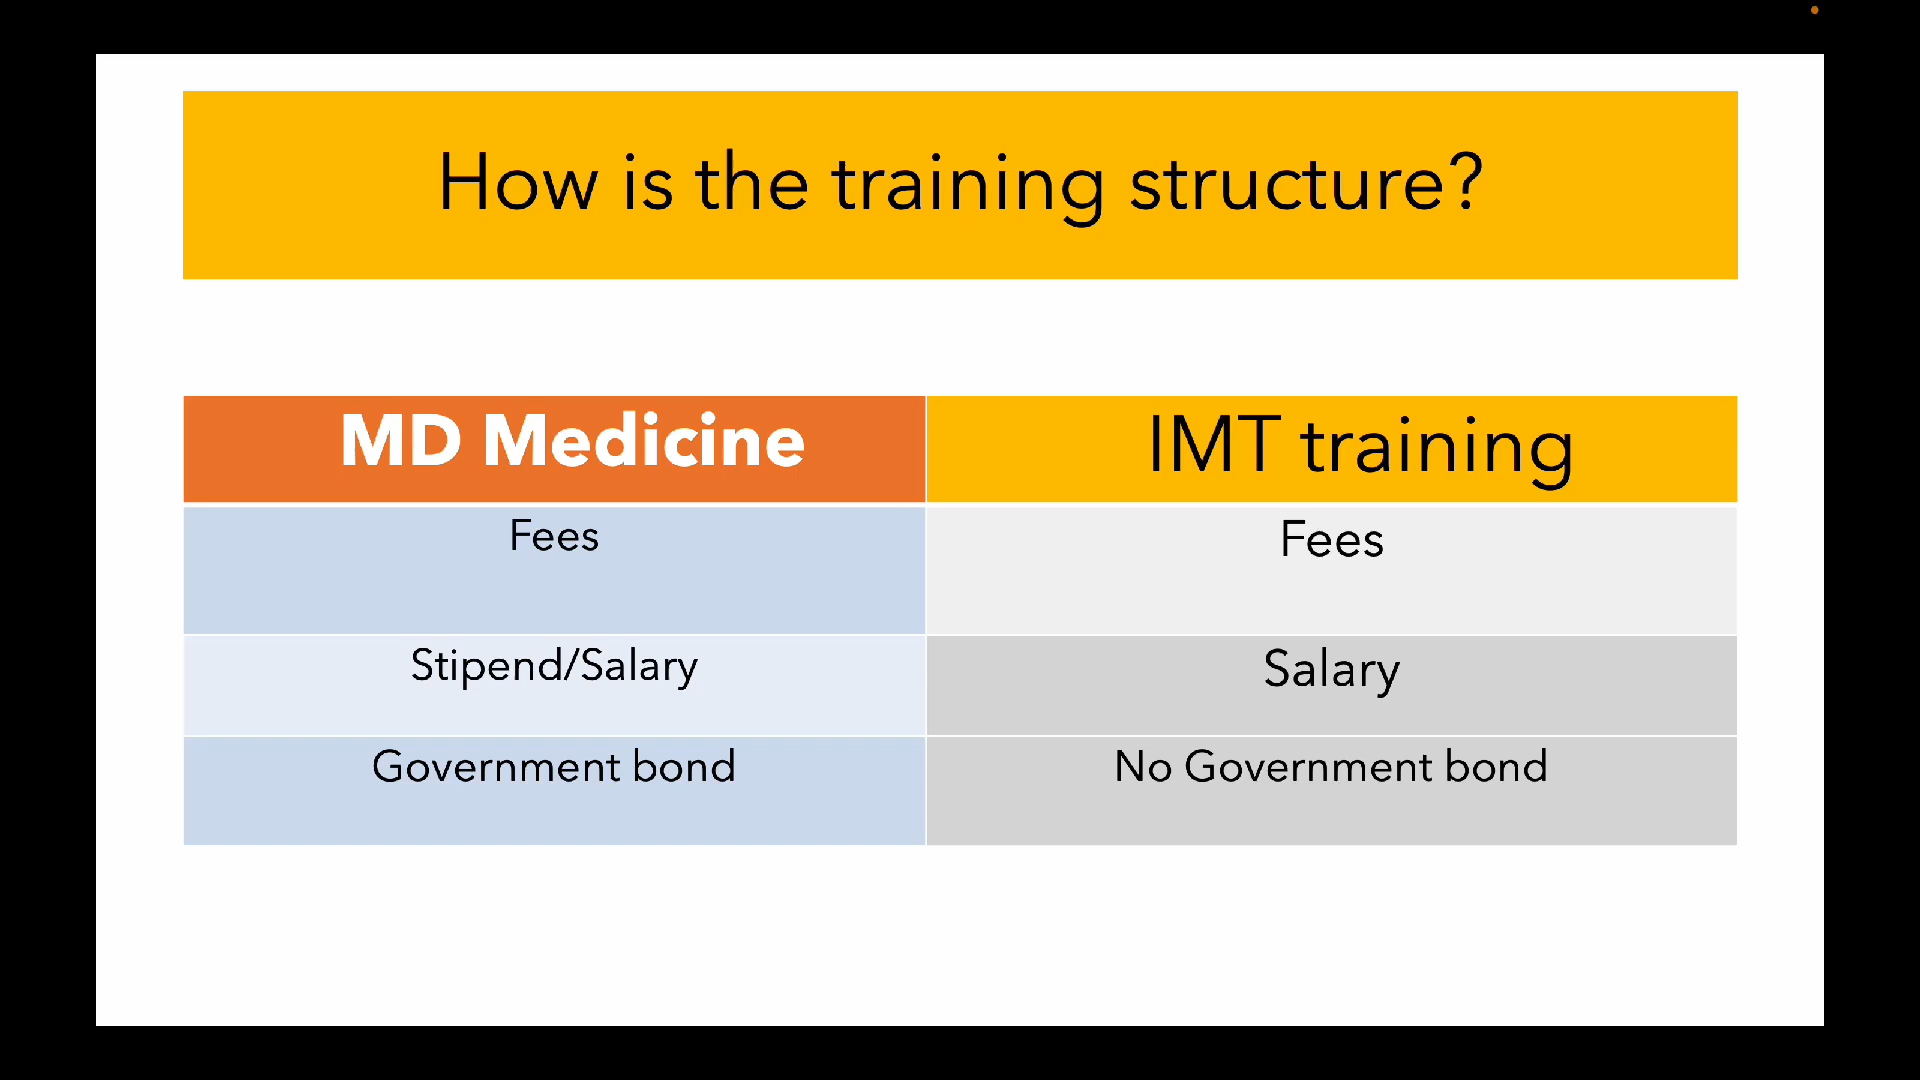 How is the training structure?
MD Medicine
IMT training
Fees
Fees
Stipend/Salary
Salary
Government bond
No Government bond